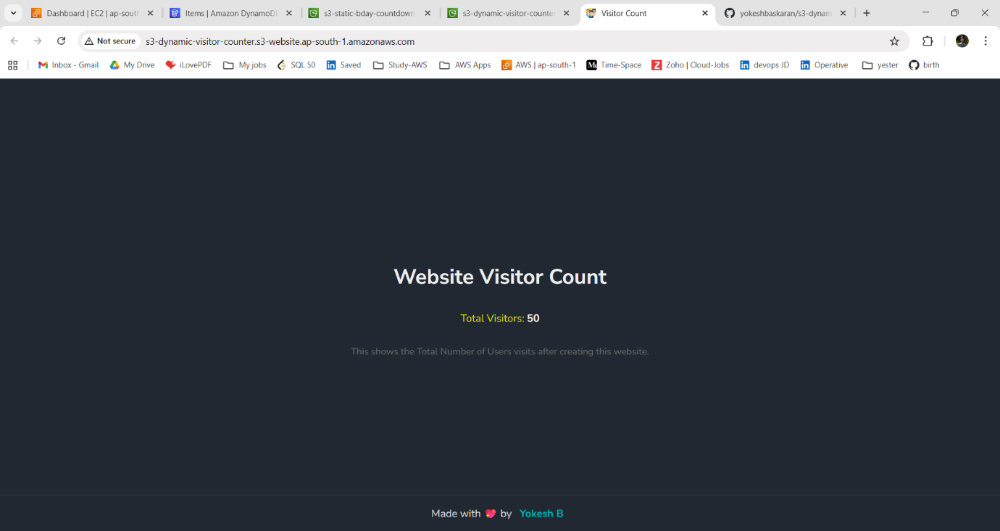 Dashboard | EC2 | ap-sout
Items | Amazon DynamoD
s3-static-bday-countdown
s3-dynamic-visitor-counter
Visitor Count
yokeshbaskaran/s3-dynam
Not secure
s3-dynamic-visitor-counter.s3-website.ap-south-1.amazonaws.com
Inbox - Gmail
My Drive
iLovePDF
My jobs
SQL 50
Saved
Study-AWS
AWS Apps
AWS | ap-south-1
Time-Space
Zoho | Cloud-Jobs
devops JD
Operative
yester
birth
Website Visitor Count
Total Visitors: 50
This shows the Total Number of Users visits after creating this website.
Made with 💖 by Yokesh B